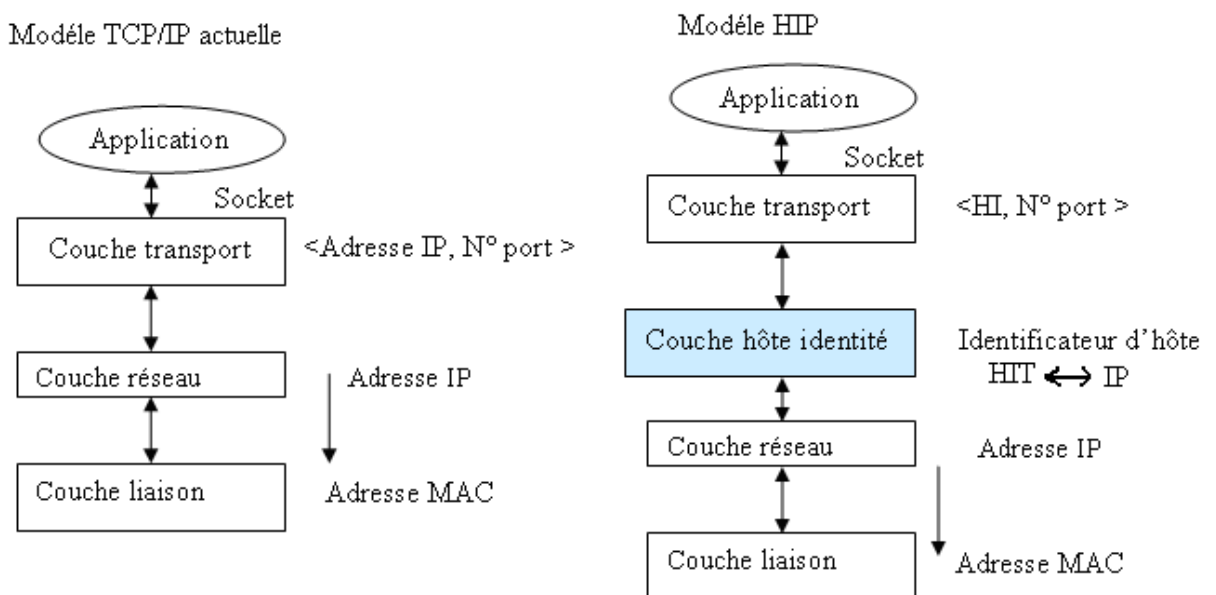 Modéle TCP/IP actuelle
Application
Socket
Couche transport
<Adresse IP, N° port >
Couche réseau
Adresse IP
Couche liaison
Adresse MAC
Modéle HIP
Application
Socket
Couche transport
<HI, N° port >
Couche hôte identité
Identificateur d’hôte
HIT IP
Couche réseau
Adresse IP
Couche liaison
Adresse MAC